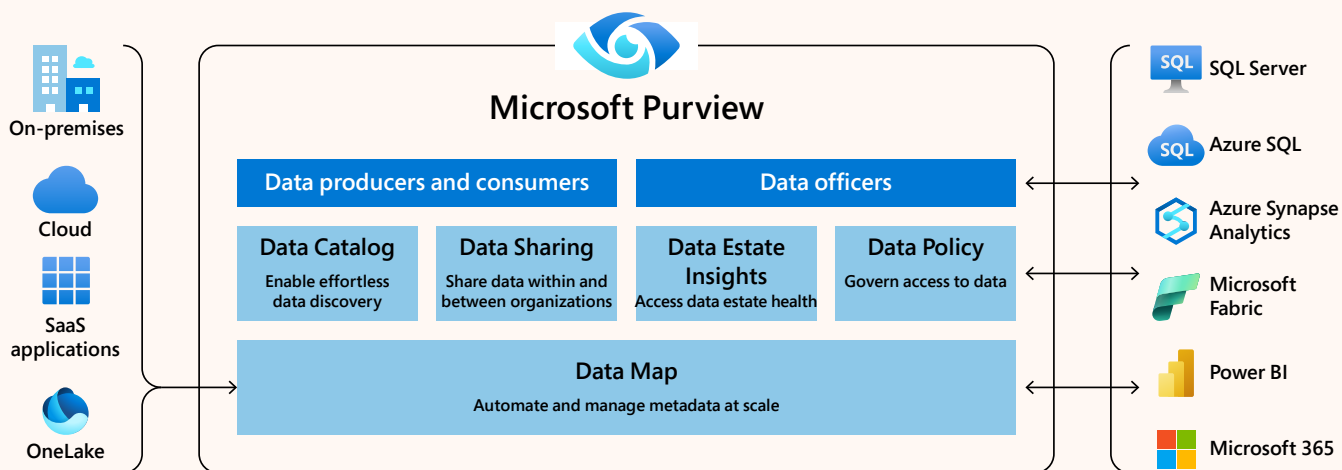 On-premises
Cloud
SaaS
applications
OneLake
Microsoft Purview
Data producers and consumers
Data officers
Data Catalog
Enable effortless
data discovery
Data Sharing
Share data within and
between organizations
Data Estate
Insights
Access data estate health
Data Policy
Govern access to data
Data Map
Automate and manage metadata at scale
SQL
SQL Server
SQL
Azure SQL
Azure Synapse
Analytics
Microsoft
Fabric
Power BI
Microsoft 365